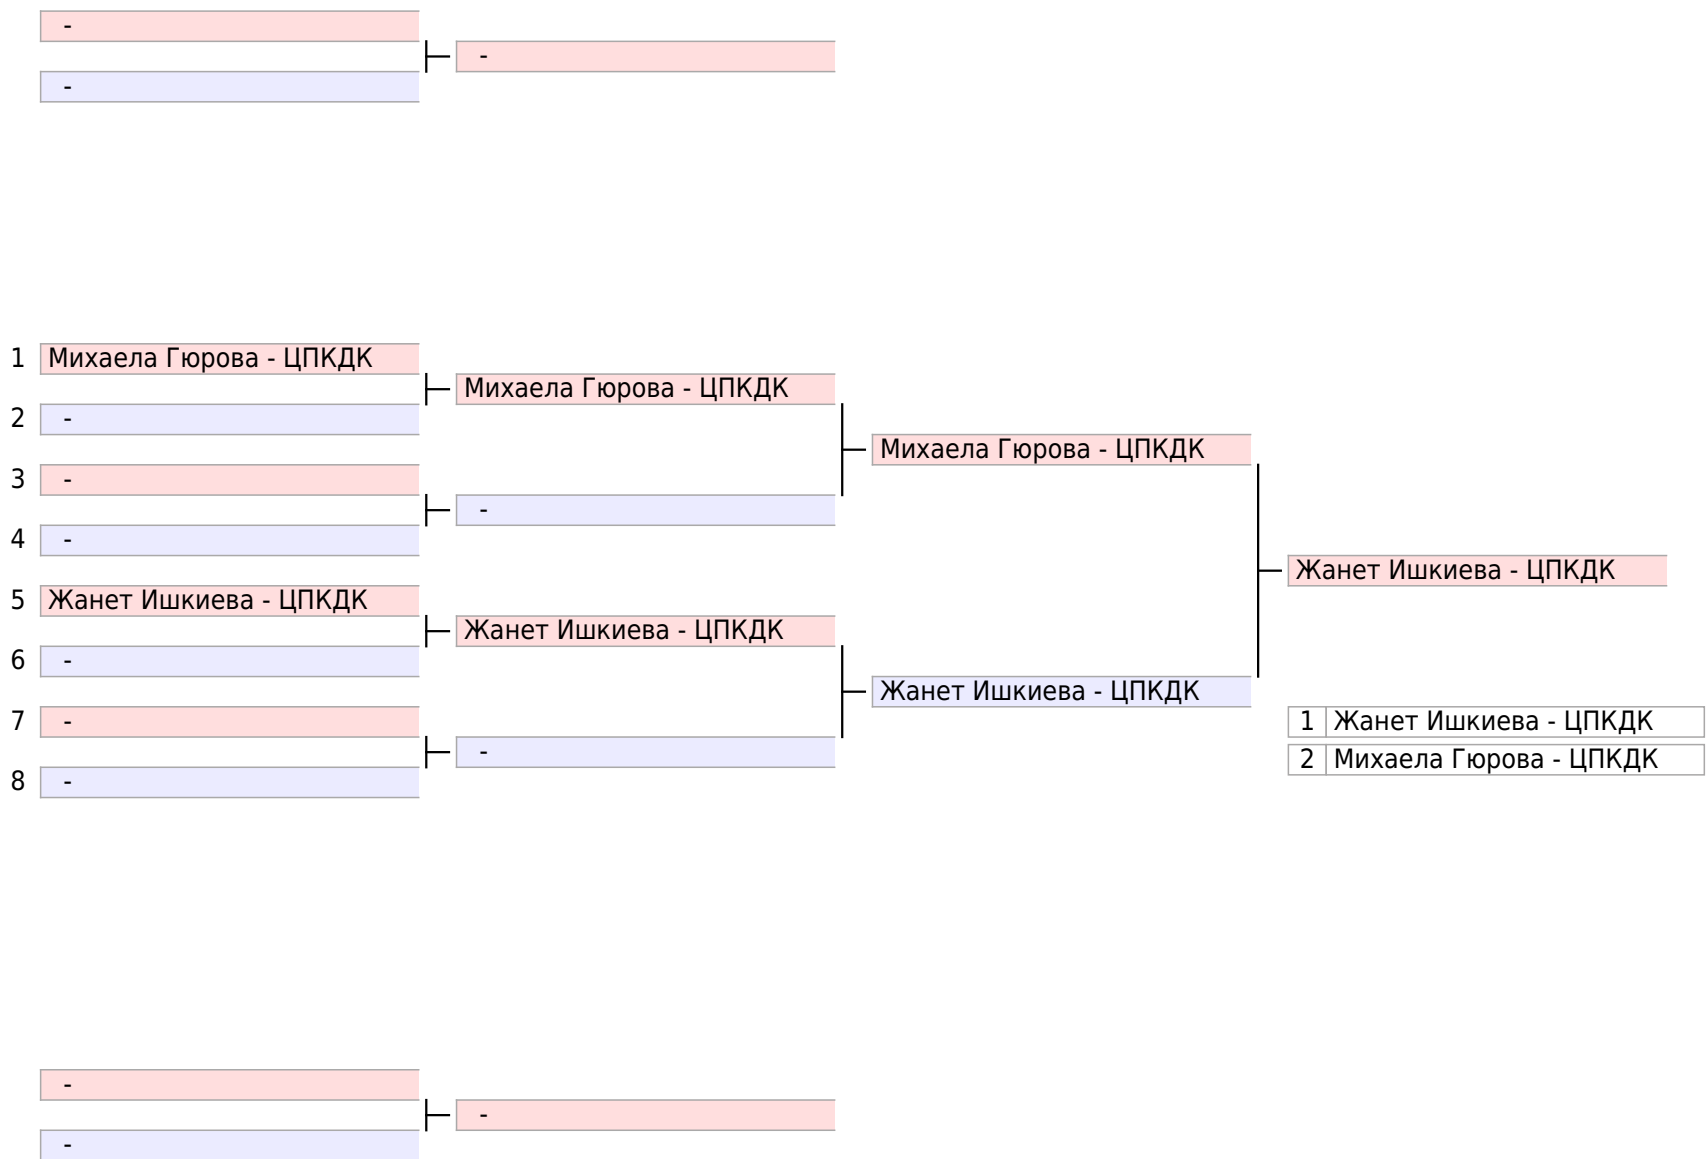 -
-
-
1 Михаела Гюрова - ЦПКДК
Михаела Гюрова - ЦПКДК
2 -
Михаела Гюрова - ЦПКДК
3 -
-
4 -
Жанет Ишкиева - ЦПКДК
5 Жанет Ишкиева - ЦПКДК
Жанет Ишкиева - ЦПКДК
6 -
Жанет Ишкиева - ЦПКДК
7 -
1 Жанет Ишкиева - ЦПКДК
-
2 Михаела Гюрова - ЦПКДК
8 -
-
-
-